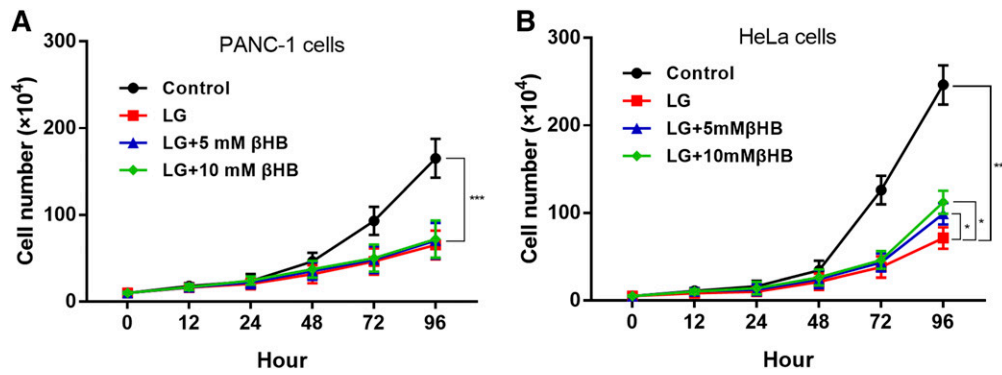 A
PANC-1 cells
Cell number (×10⁴)
300
200
100
0
Control
LG
LG+5 mM βHB
LG+10 mM βHB
***
0 12 24 48 72 96
Hour
B
HeLa cells
Cell number (×10⁴)
300
200
100
0
Control
LG
LG+5mMβHB
LG+10mMβHB
*
*
**
0 12 24 48 72 96
Hour